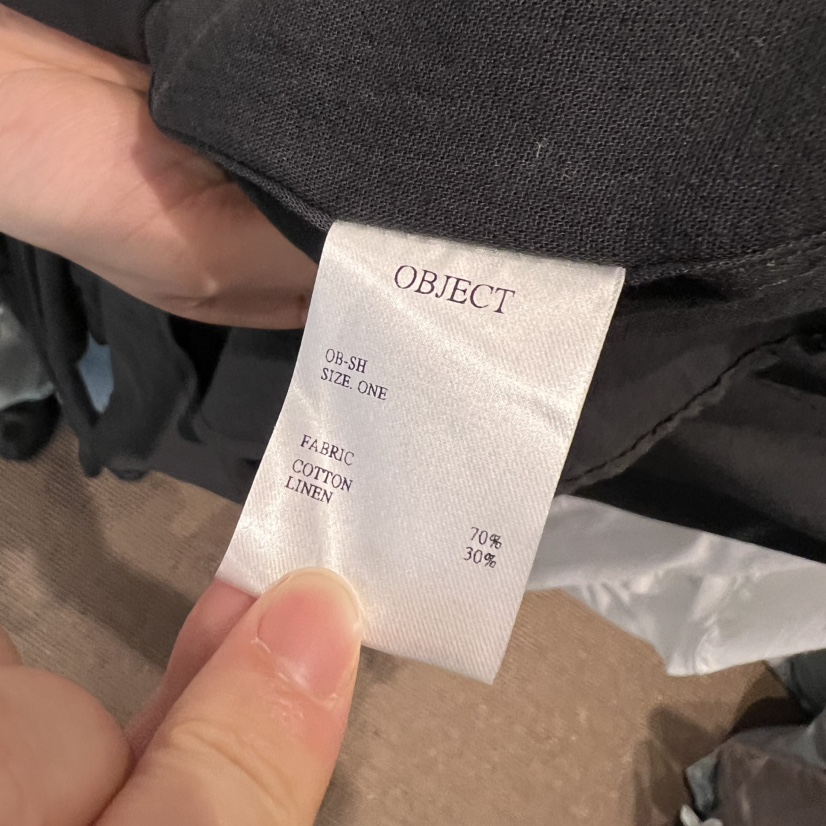 OBJECT
OB-SH
SIZE. ONE
FABRIC
COTTON 70%
LINEN 30%